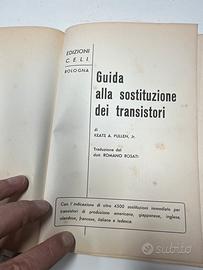 EDIZIONI
C.E.L.I.
BOLOGNA
Guida
alla sostituzione
dei transistori
di
KEATS A. PULLEN, Jr.
Traduzione del
dott. ROMANO ROSATI
Con l'indicazione di oltre 4500 sostituzioni immediate per
transistori di produzione americana, giapponese, inglese,
olandese, francese, italiana e tedesca.
subito